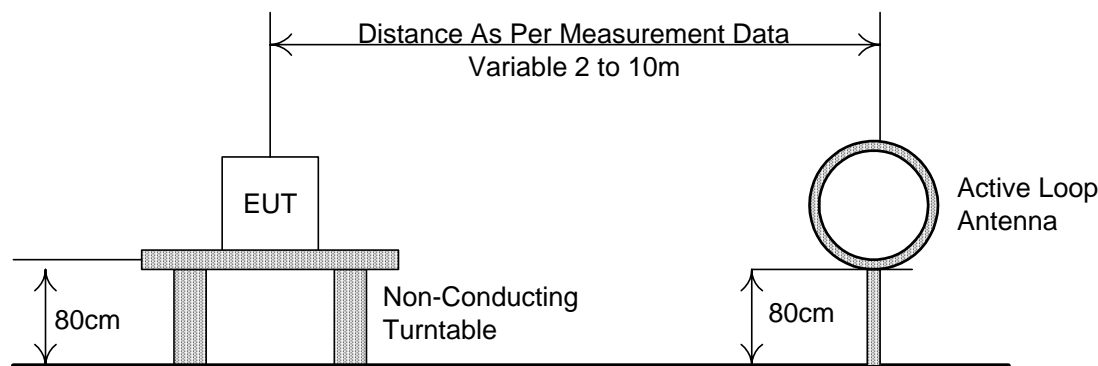 Distance As Per Measurement Data
Variable 2 to 10m
EUT
Active Loop
Antenna
Non-Conducting
Turntable
80cm
80cm